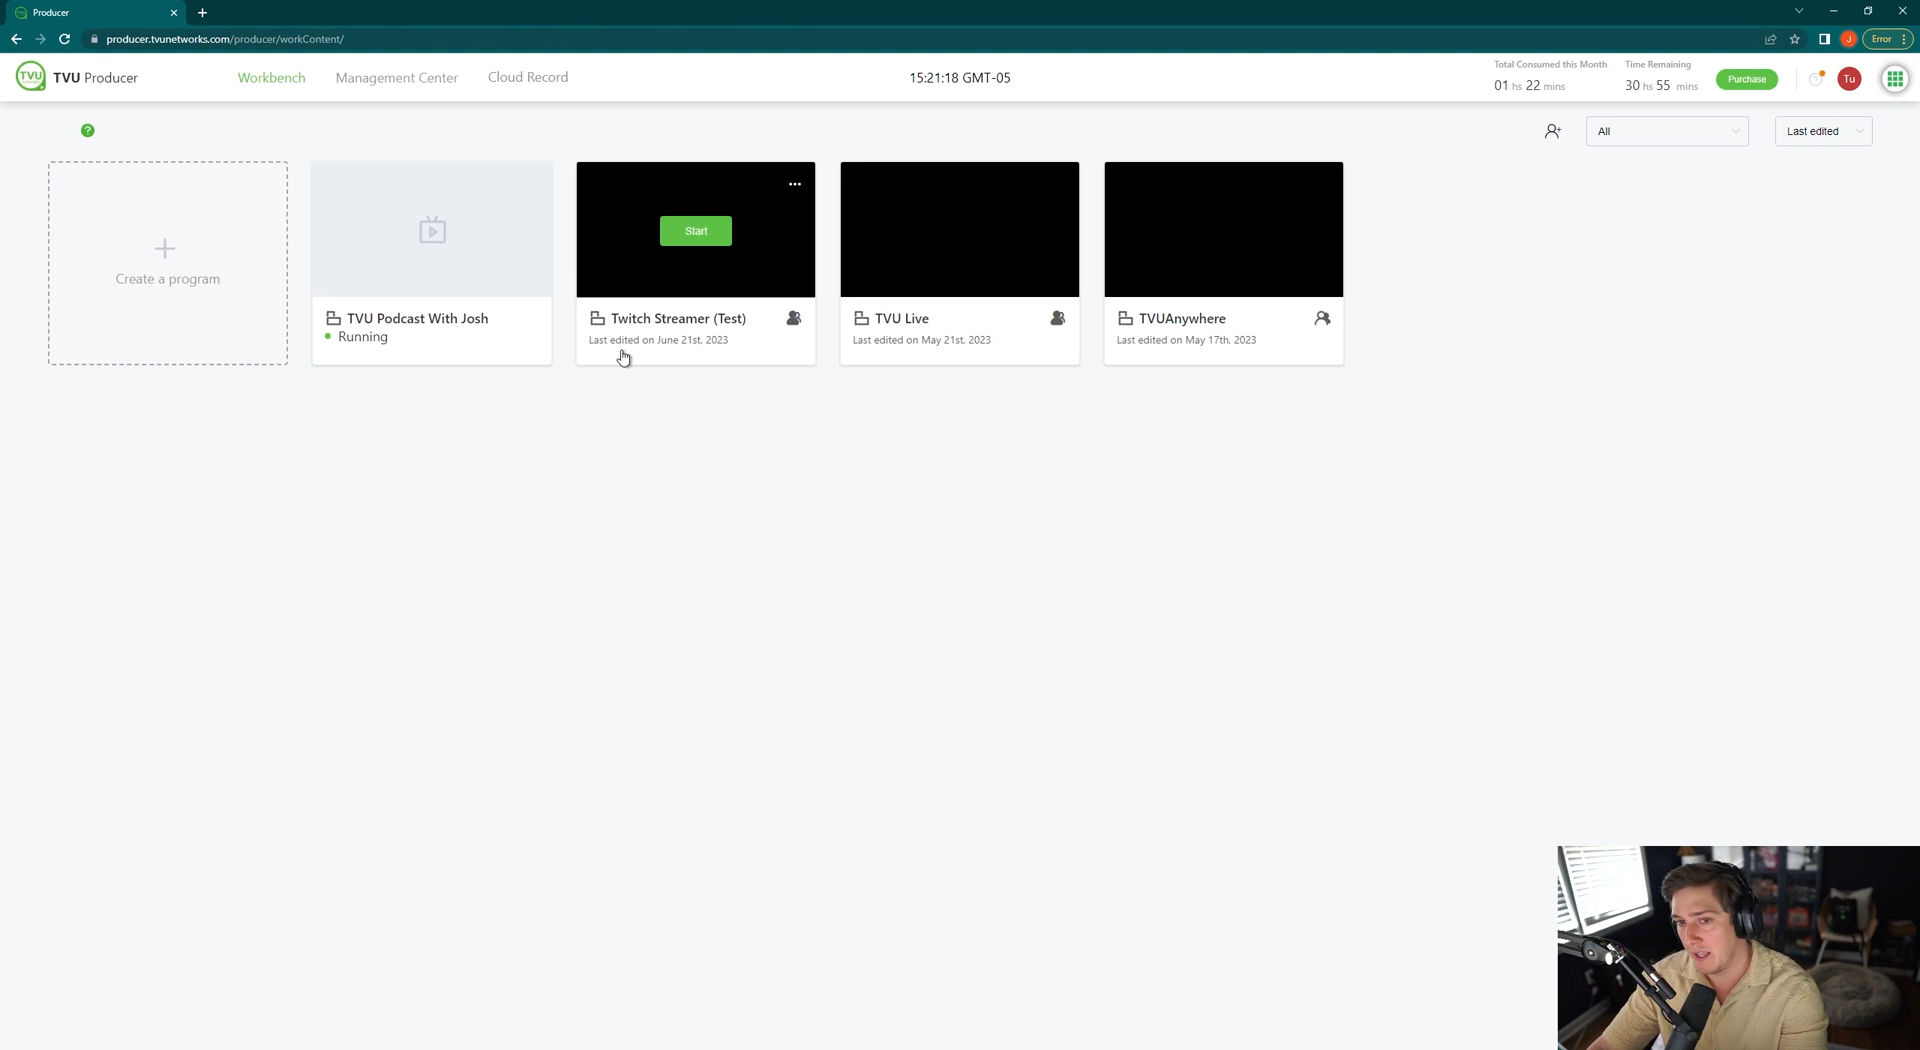 Producer
producer.tvunetworks.com/producer/workContent/
Error
J
TVU
TVU Producer
Workbench
Management Center
Cloud Record
15:21:18 GMT-05
Total Consumed this Month
01 hs 22 mins
Time Remaining
30 hs 55 mins
Purchase
Tu
?
All
Last edited
Create a program
TVU Podcast With Josh
Running
Start
Twitch Streamer (Test)
Last edited on June 21st, 2023
TVU Live
Last edited on May 21st, 2023
TVUAnywhere
Last edited on May 17th, 2023